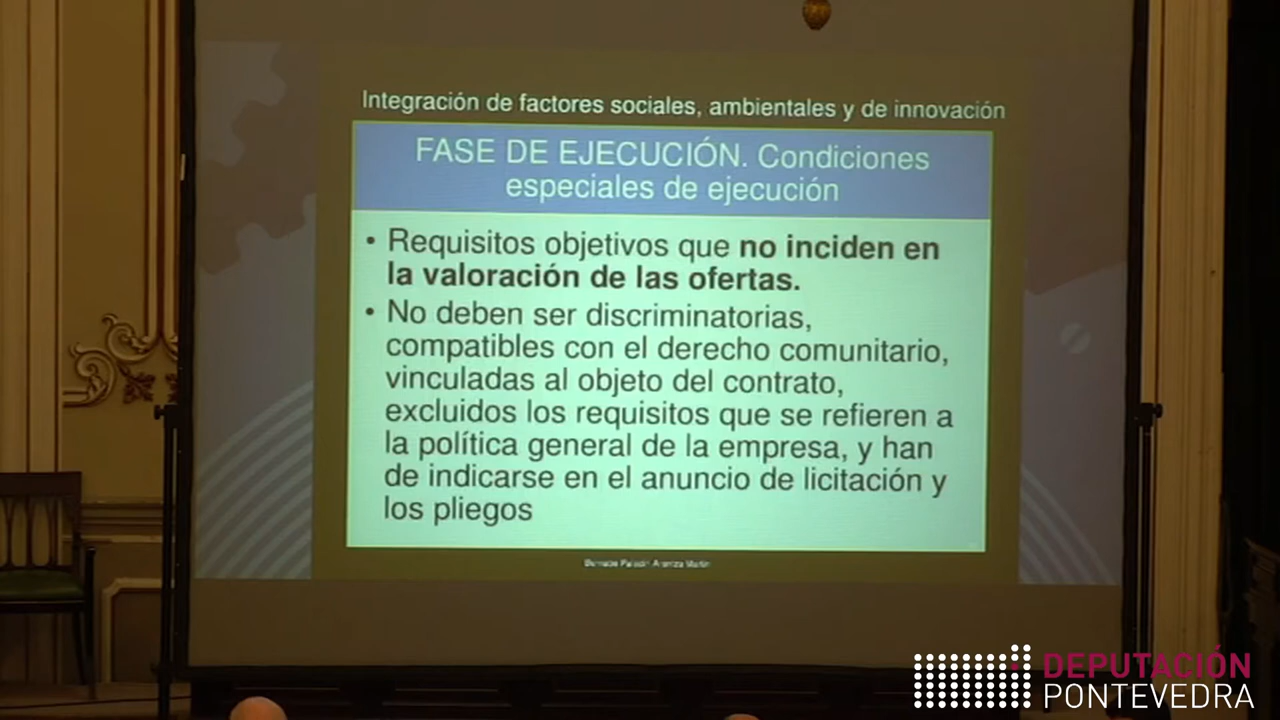 Integración de factores sociales, ambientales y de innovación
FASE DE EJECUCIÓN. Condiciones
especiales de ejecución
• Requisitos objetivos que no inciden en
la valoración de las ofertas.
• No deben ser discriminatorias,
compatibles con el derecho comunitario,
vinculadas al objeto del contrato,
excluidos los requisitos que se refieren a
la política general de la empresa, y han
de indicarse en el anuncio de licitación y
los pliegos
DEPUTACIÓN
PONTEVEDRA